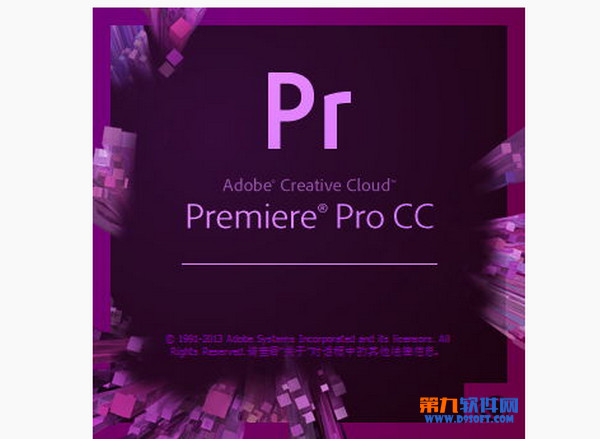 Pr
Adobe® Creative Cloud™
Premiere® Pro CC
© 1991-2013 Adobe Systems Incorporated and its licensors. All
Rights Reserved.请查看“关于”对话框中的其他法律信息。
第九软件网
WWW.D9SOFT.COM